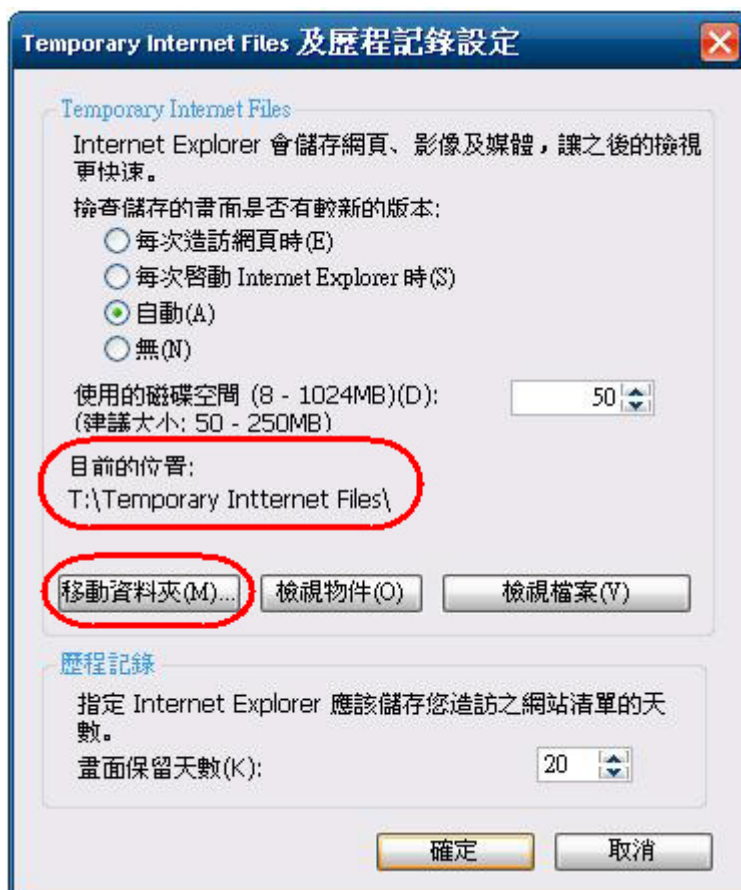 Temporary Internet Files 及歷程記錄設定
Temporary Internet Files
Internet Explorer 會儲存網頁、影像及媒體，讓之後的檢視
更快速。
檢查儲存的畫面是否有較新的版本:
每次造訪網頁時(E)
每次啓動 Internet Explorer 時(S)
自動(A)
無(N)
使用的磁碟空間 (8 - 1024MB)(D): 50
(建議大小: 50 - 250MB)
目前的位置:
T:\Temporary Intternet Files\
移動資料夾(M)... 檢視物件(O) 檢視檔案(V)
歷程記錄
指定 Internet Explorer 應該儲存您造訪之網站清單的天
數。
畫面保留天數(K): 20
確定 取消